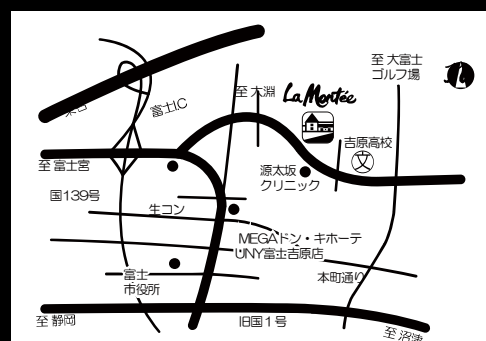 至 大富士
ゴルフ場
至 大淵
La Montée
富士I.C
吉原高校
文
至 富士宮
源太坂
クリニック
国139号
生コン
MEGAドン・キホーテ
UNY富士吉原店
富士
市役所
本町通り
至 静岡
旧国1号
至 沼津